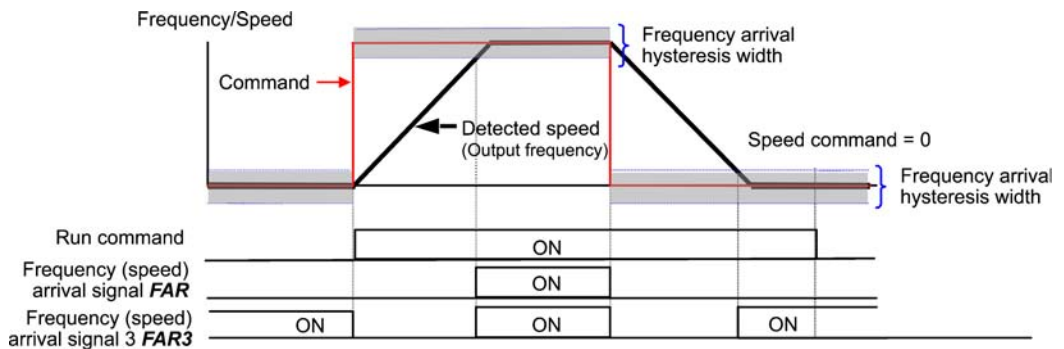 Frequency/Speed
Frequency arrival
hysteresis width
Command
Detected speed
(Output frequency)
Speed command = 0
Frequency arrival
hysteresis width
Run command
ON
Frequency (speed)
arrival signal FAR
ON
Frequency (speed)
arrival signal 3 FAR3
ON
ON
ON